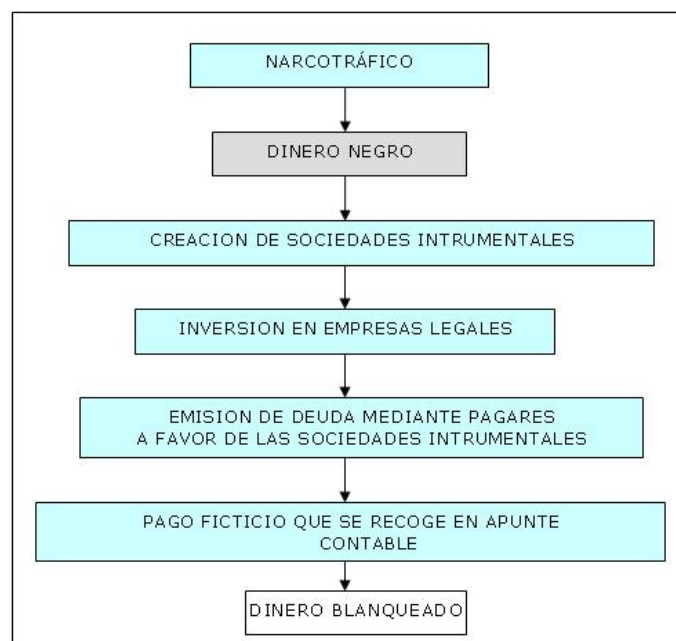 NARCOTRÁFICO
DINERO NEGRO
CREACION DE SOCIEDADES INTRUMENTALES
INVERSION EN EMPRESAS LEGALES
EMISION DE DEUDA MEDIANTE PAGARES
A FAVOR DE LAS SOCIEDADES INTRUMENTALES
PAGO FICTICIO QUE SE RECOGE EN APUNTE
CONTABLE
DINERO BLANQUEADO